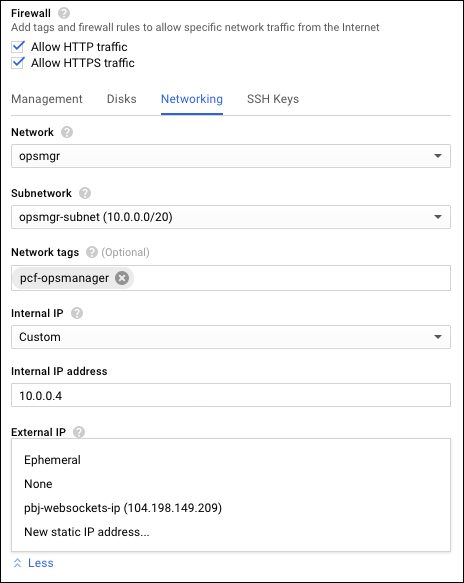 Firewall
Add tags and firewall rules to allow specific network traffic from the Internet
Allow HTTP traffic
Allow HTTPS traffic
Management Disks Networking SSH Keys
Network
opsmgr
Subnetwork
opsmgr-subnet (10.0.0.0/20)
Network tags (Optional)
pcf-opsmanager
Internal IP
Custom
Internal IP address
10.0.0.4
External IP
Ephemeral
None
pbj-websockets-ip (104.198.149.209)
New static IP address...
Less